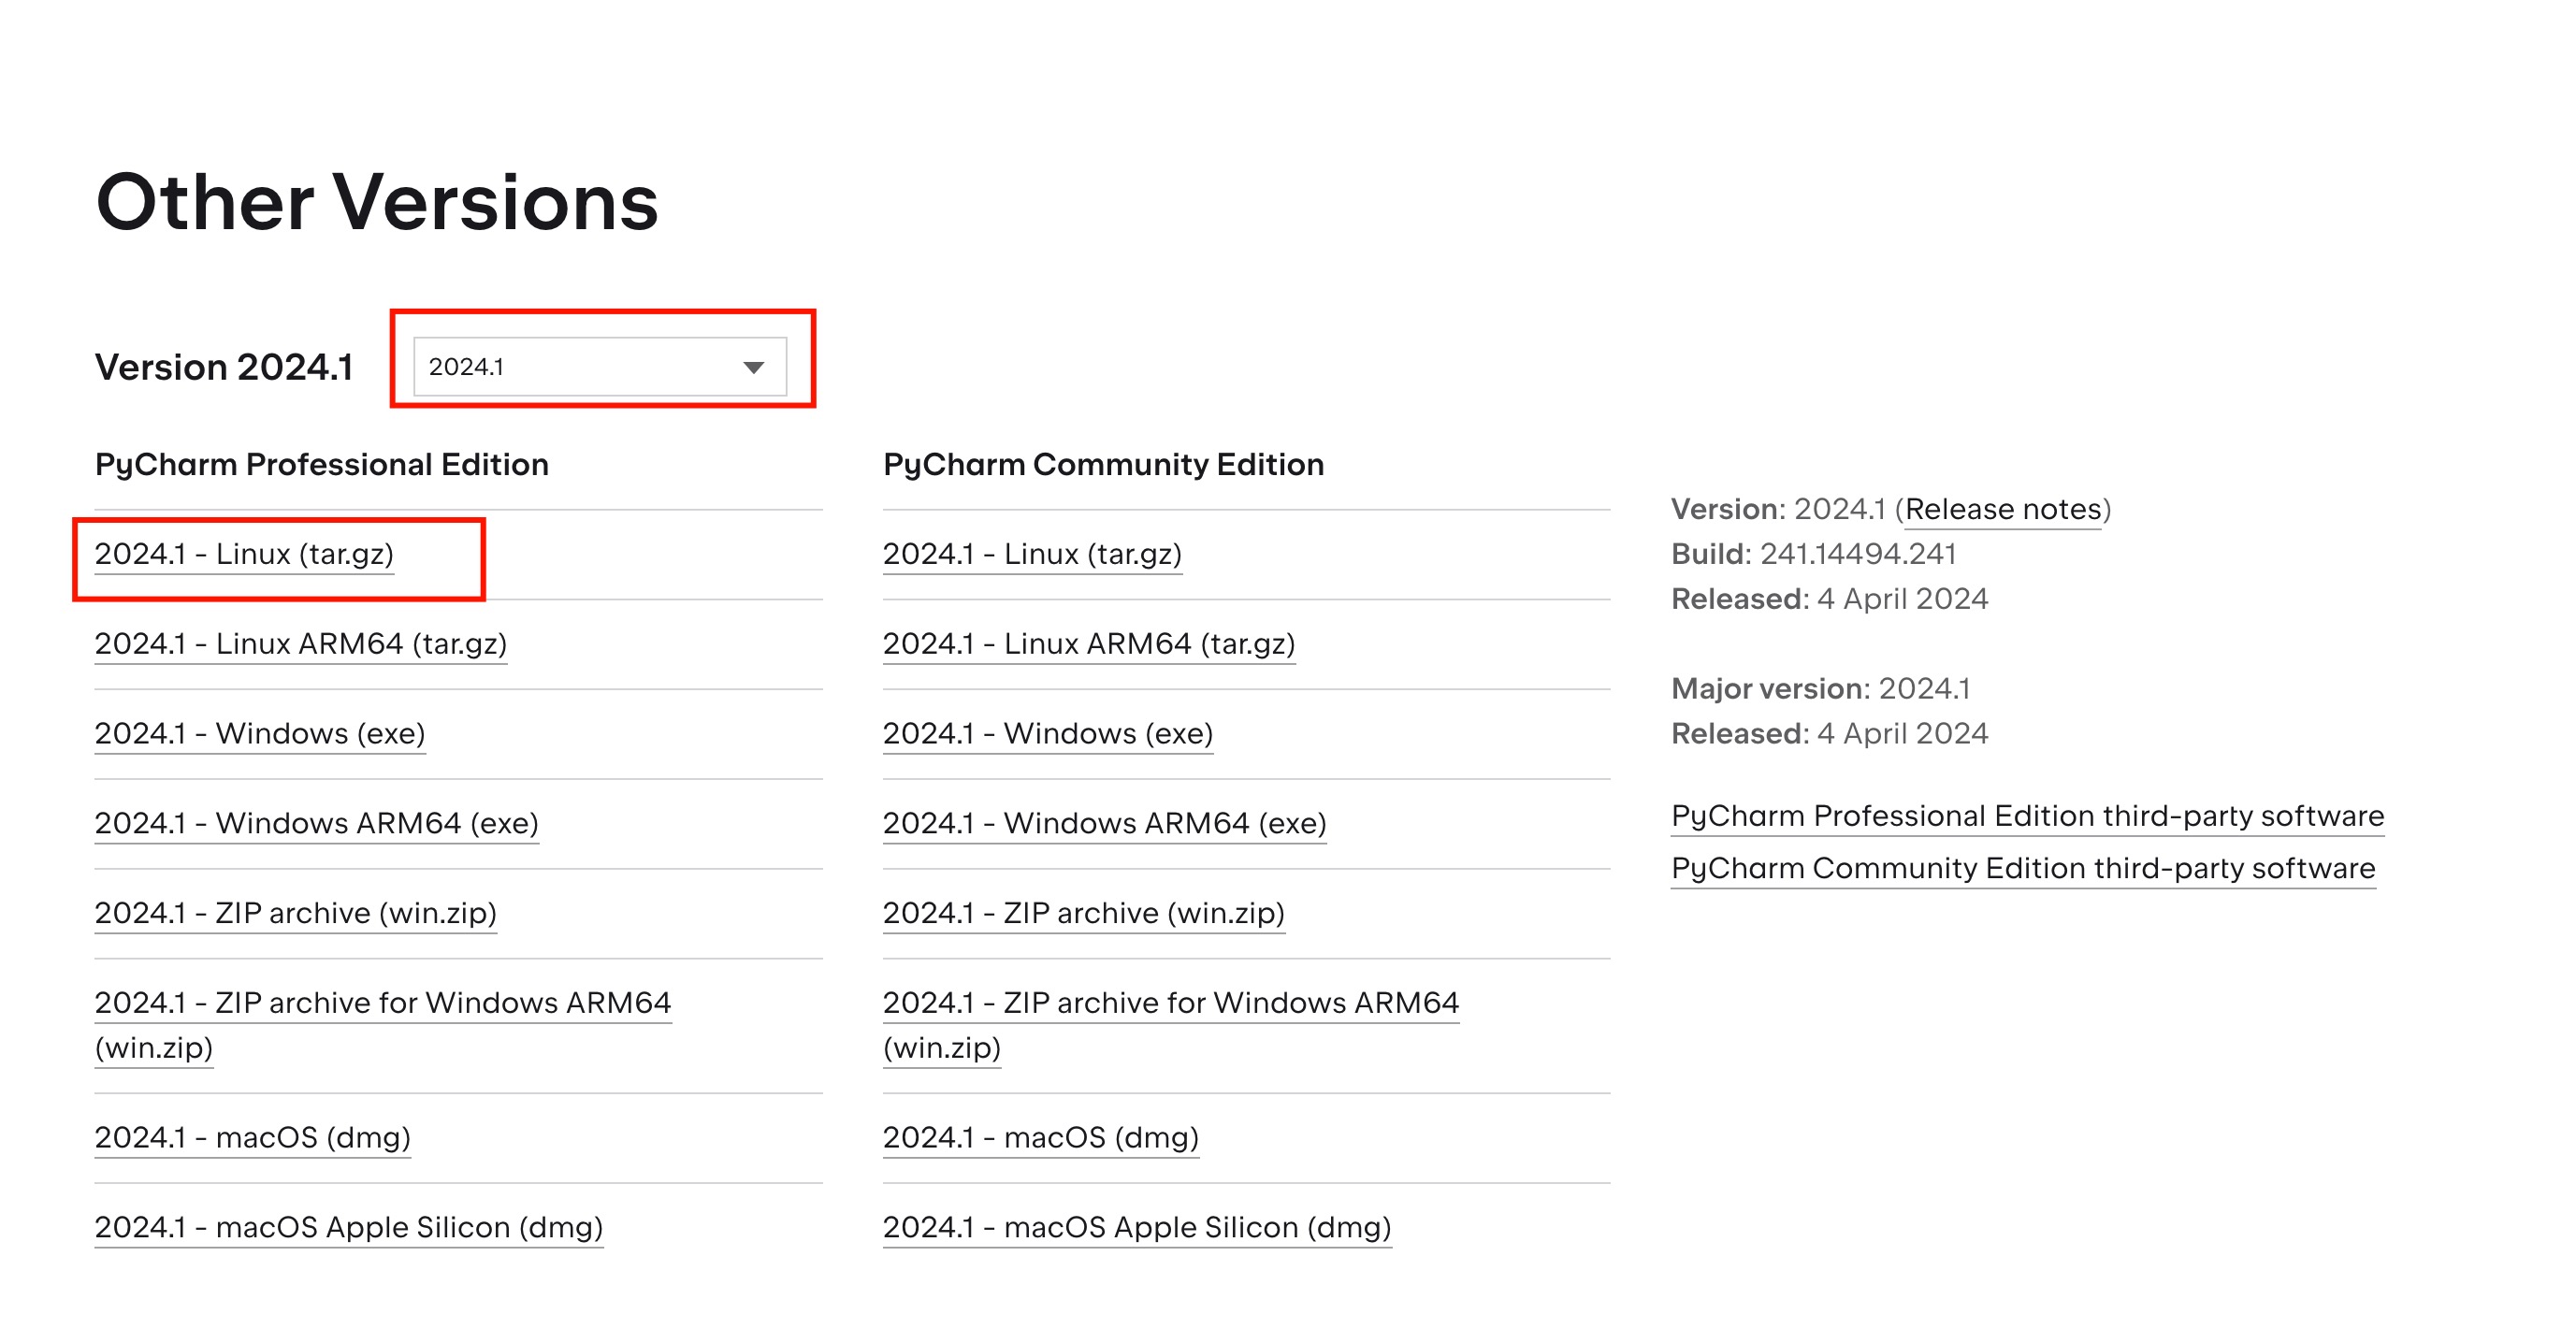 Other Versions
Version 2024.1
2024.1
PyCharm Professional Edition
2024.1 - Linux (tar.gz)
2024.1 - Linux ARM64 (tar.gz)
2024.1 - Windows (exe)
2024.1 - Windows ARM64 (exe)
2024.1 - ZIP archive (win.zip)
2024.1 - ZIP archive for Windows ARM64
(win.zip)
2024.1 - macOS (dmg)
2024.1 - macOS Apple Silicon (dmg)
PyCharm Community Edition
2024.1 - Linux (tar.gz)
2024.1 - Linux ARM64 (tar.gz)
2024.1 - Windows (exe)
2024.1 - Windows ARM64 (exe)
2024.1 - ZIP archive (win.zip)
2024.1 - ZIP archive for Windows ARM64
(win.zip)
2024.1 - macOS (dmg)
2024.1 - macOS Apple Silicon (dmg)
Version: 2024.1 (Release notes)
Build: 241.14494.241
Released: 4 April 2024
Major version: 2024.1
Released: 4 April 2024
PyCharm Professional Edition third-party software
PyCharm Community Edition third-party software